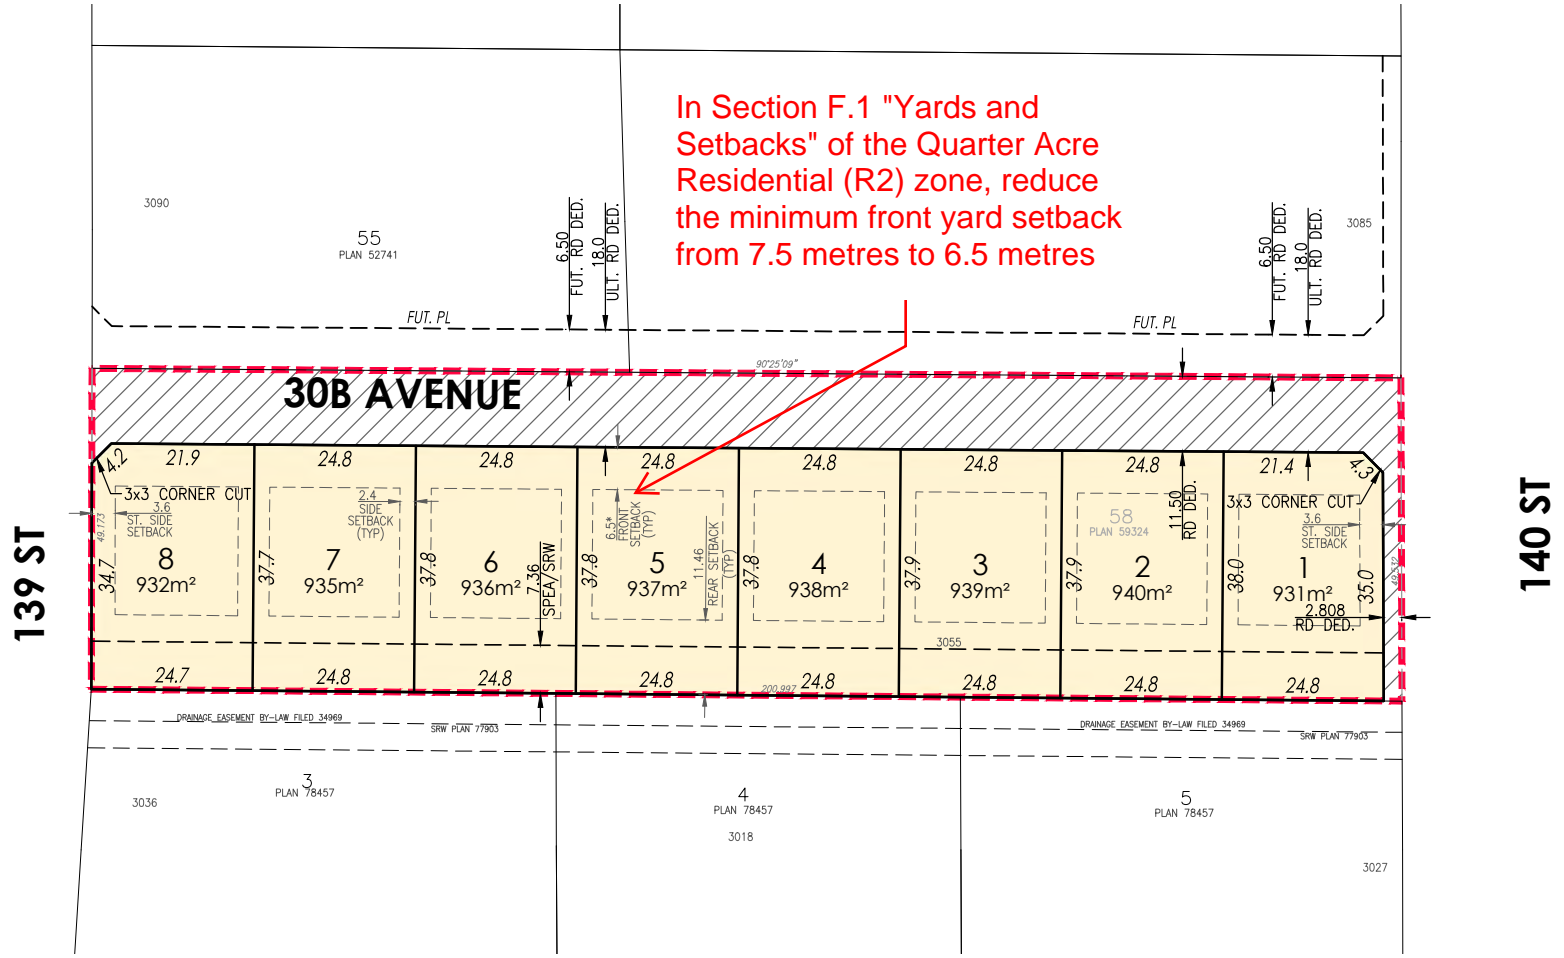 In Section F.1 "Yards and
Setbacks" of the Quarter Acre
Residential (R2) zone, reduce
the minimum front yard setback
from 7.5 metres to 6.5 metres
3090
55
PLAN 52741
6.50
FUT. RD DED.
18.0
ULT. RD DED.
6.50
FUT. RD DED.
18.0
ULT. RD DED.
3085
FUT. PL
FUT. PL
90°25'09"
30B AVENUE
139 ST
140 ST
4.2
21.9
24.8
24.8
24.8
24.8
24.8
24.8
21.4
4.3
3x3 CORNER CUT
3.6
ST. SIDE
SETBACK
49.173
34.7
8
932m²
2.4
SIDE
SETBACK
(TYP)
37.7
7
935m²
37.8
6
936m²
7.36
SPEA/SRW
37.8
6.5*
FRONT
SETBACK
(TYP)
5
937m²
11.46
REAR SETBACK
(TYP)
37.8
4
938m²
37.9
3
939m²
37.9
58
PLAN 59324
2
940m²
11.50
RD DED.
38.0
3x3 CORNER CUT
3.6
ST. SIDE
SETBACK
1
931m²
35.0
2.808
RD DED.
3055
24.7
24.8
24.8
24.8
200.997
24.8
24.8
24.8
24.8
DRAINAGE EASEMENT BY-LAW FILED 34969
SRW PLAN 77903
DRAINAGE EASEMENT BY-LAW FILED 34969
SRW PLAN 77903
3
PLAN 78457
3036
4
PLAN 78457
3018
5
PLAN 78457
3027